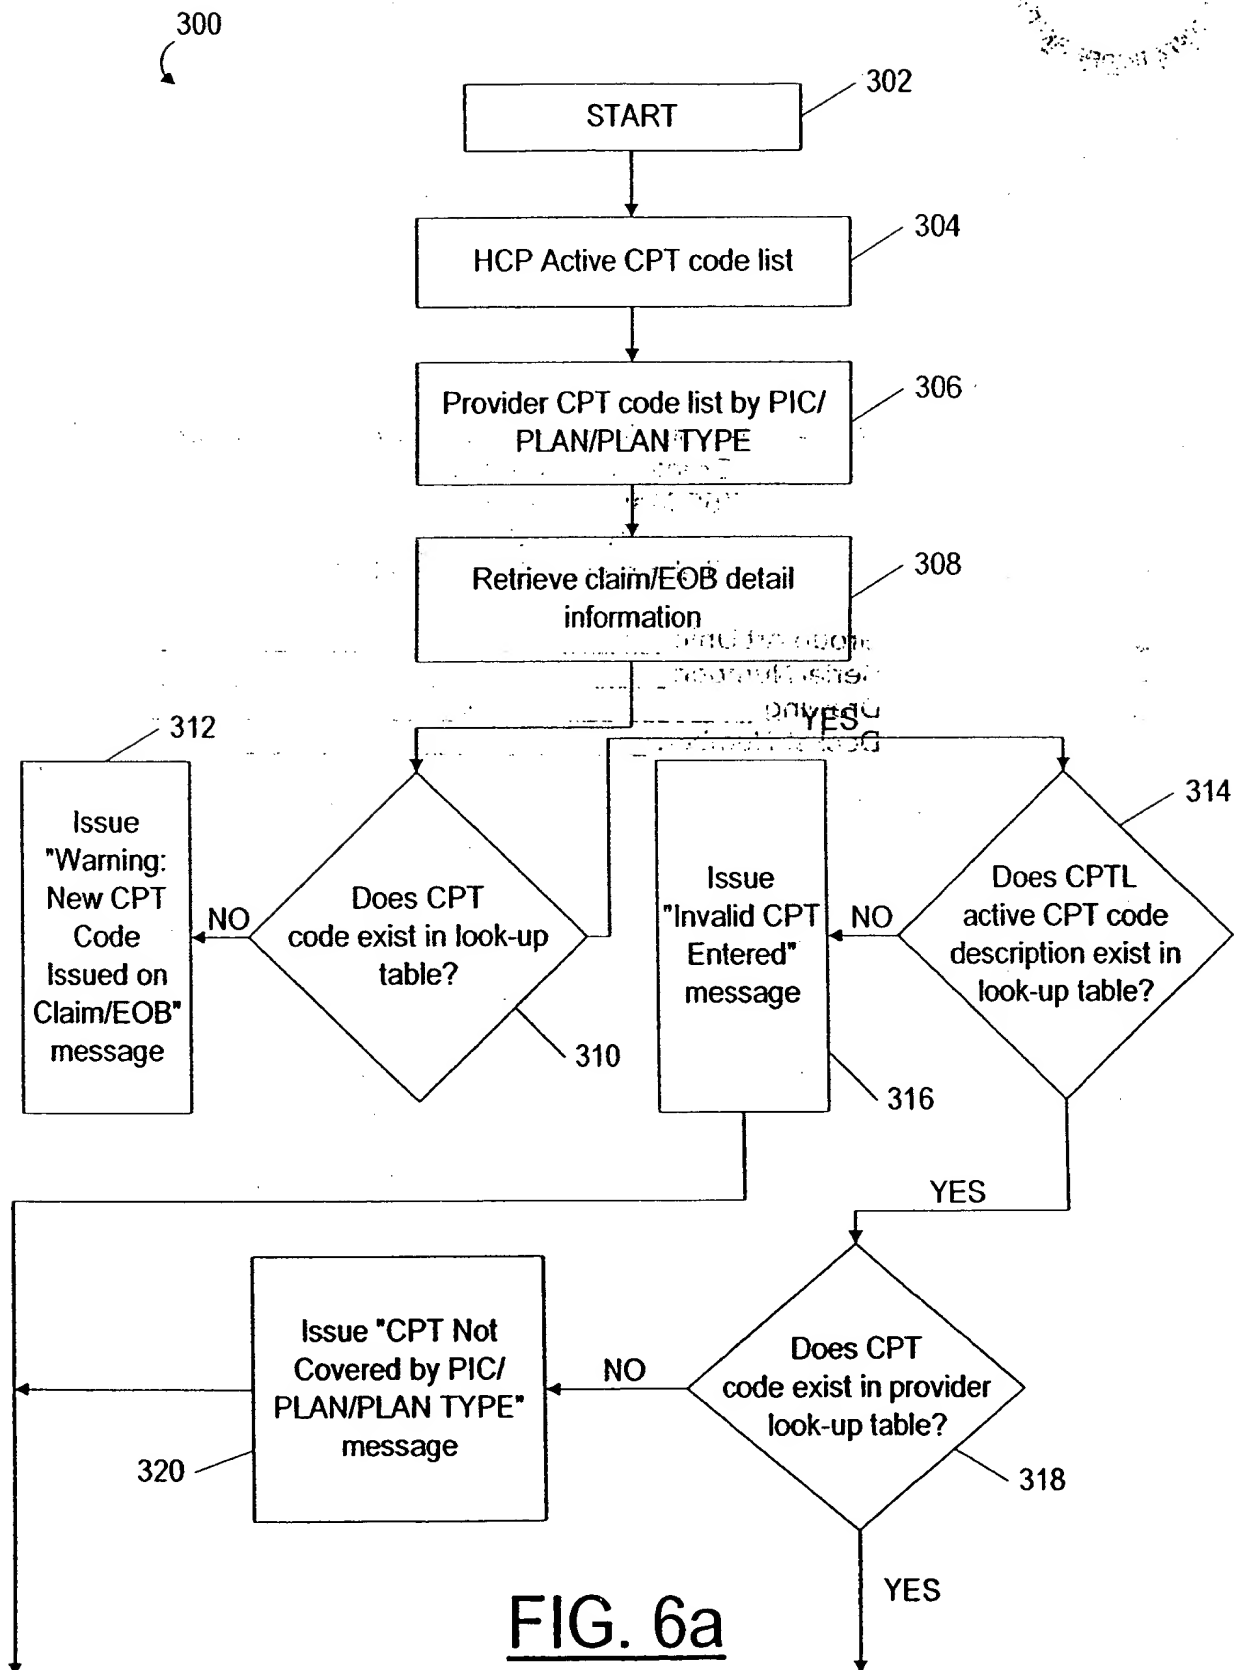 300
302
START
304
HCP Active CPT code list
306
Provider CPT code list by PIC/
PLAN/PLAN TYPE
308
Retrieve claim/EOB detail
information
312
YES
314
Issue
"Warning:
New CPT
Code
Issued on
Claim/EOB"
message
NO
Does CPT
code exist in look-up
table?
310
Issue
"Invalid CPT
Entered"
message
316
NO
Does CPTL
active CPT code
description exist in
look-up table?
YES
Issue "CPT Not
Covered by PIC/
PLAN/PLAN TYPE"
message
320
NO
Does CPT
code exist in provider
look-up table?
318
YES
FIG. 6a